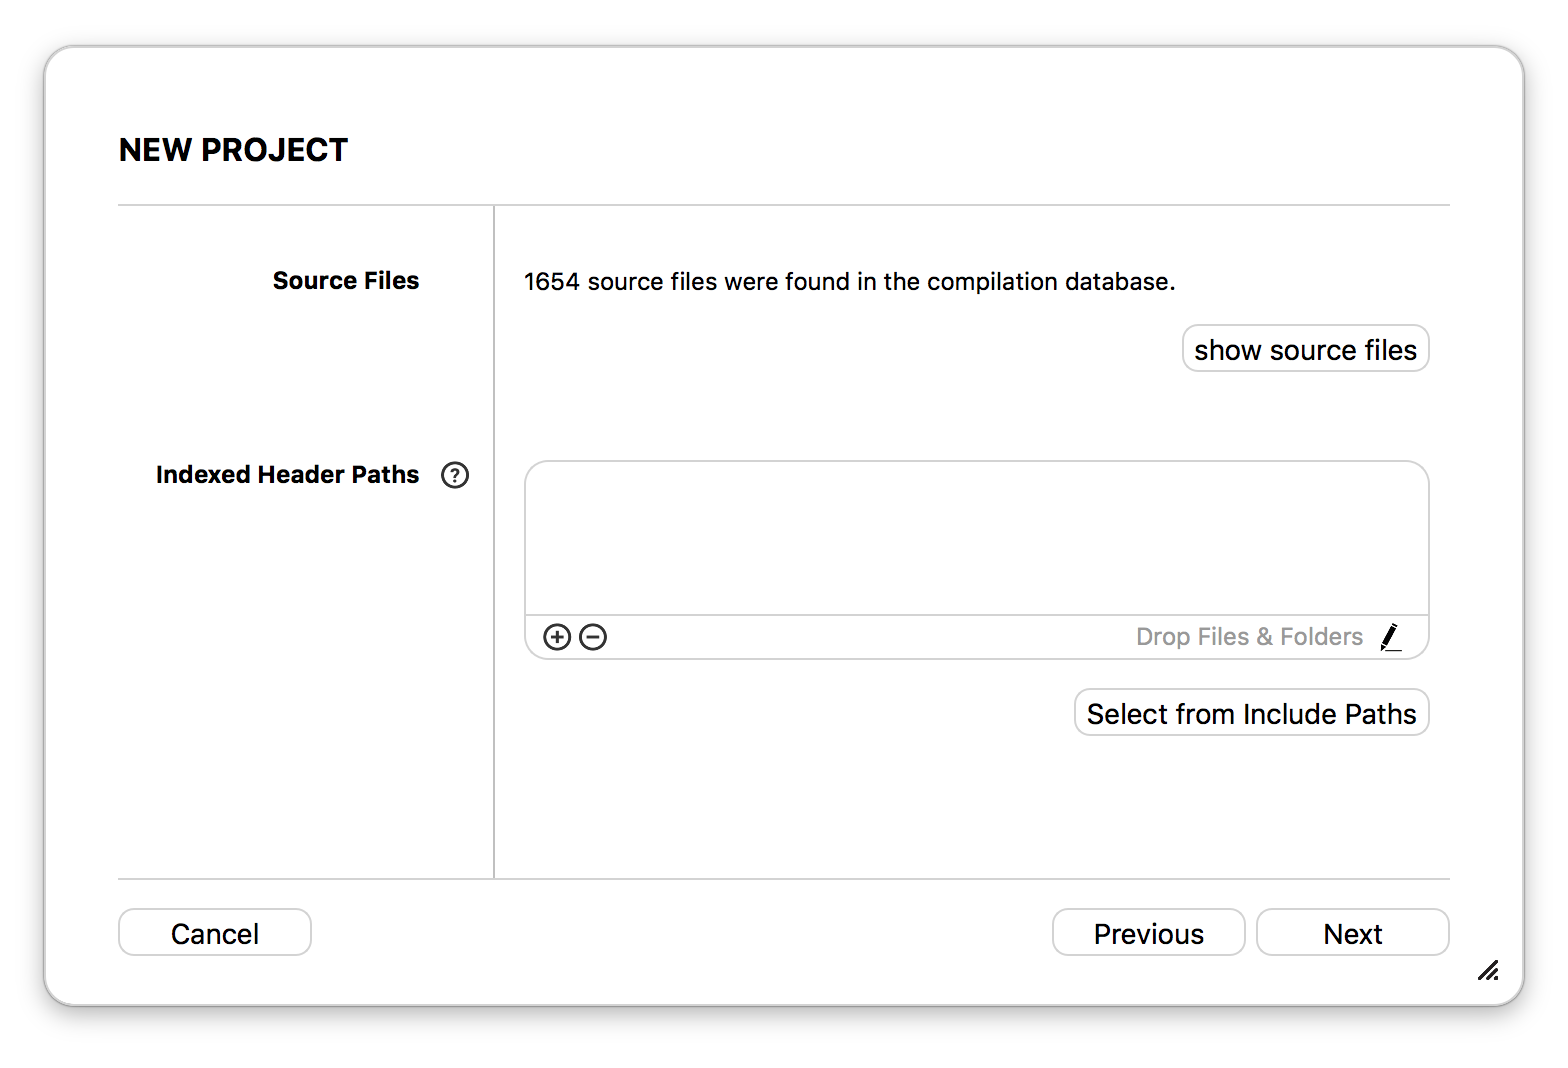 NEW PROJECT
Source Files
1654 source files were found in the compilation database.
show source files
Indexed Header Paths ?
Drop Files & Folders
Select from Include Paths
Cancel
Previous
Next